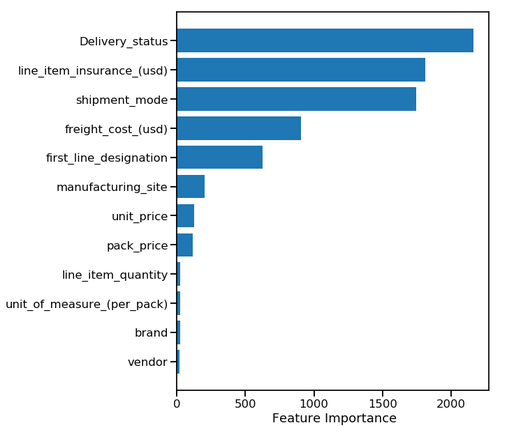 Delivery_status
line_item_insurance_(usd)
shipment_mode
freight_cost_(usd)
first_line_designation
manufacturing_site
unit_price
pack_price
line_item_quantity
unit_of_measure_(per_pack)
brand
vendor
0 500 1000 1500 2000
Feature Importance